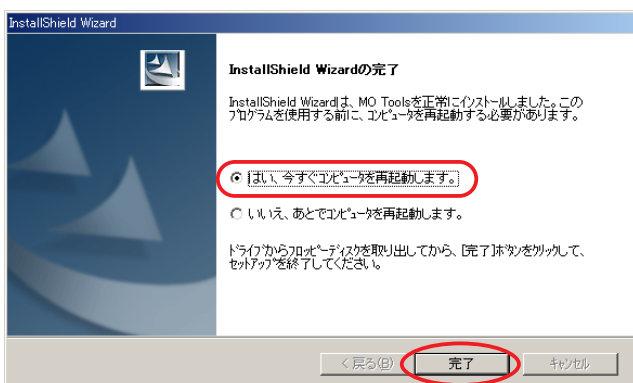 InstallShield Wizard
InstallShield Wizardの完了
InstallShield Wizardは、MO Toolsを正常にインストールしました。この
プログラムを使用する前に、コンピュータを再起動する必要があります。
はい、今すぐコンピュータを再起動します。
いいえ、あとでコンピュータを再起動します。
ドライブからフロッピーディスクを取り出してから、[完了]ボタンをクリックして、
セットアップを終了してください。
< 戻る(B)
完了
キャンセル